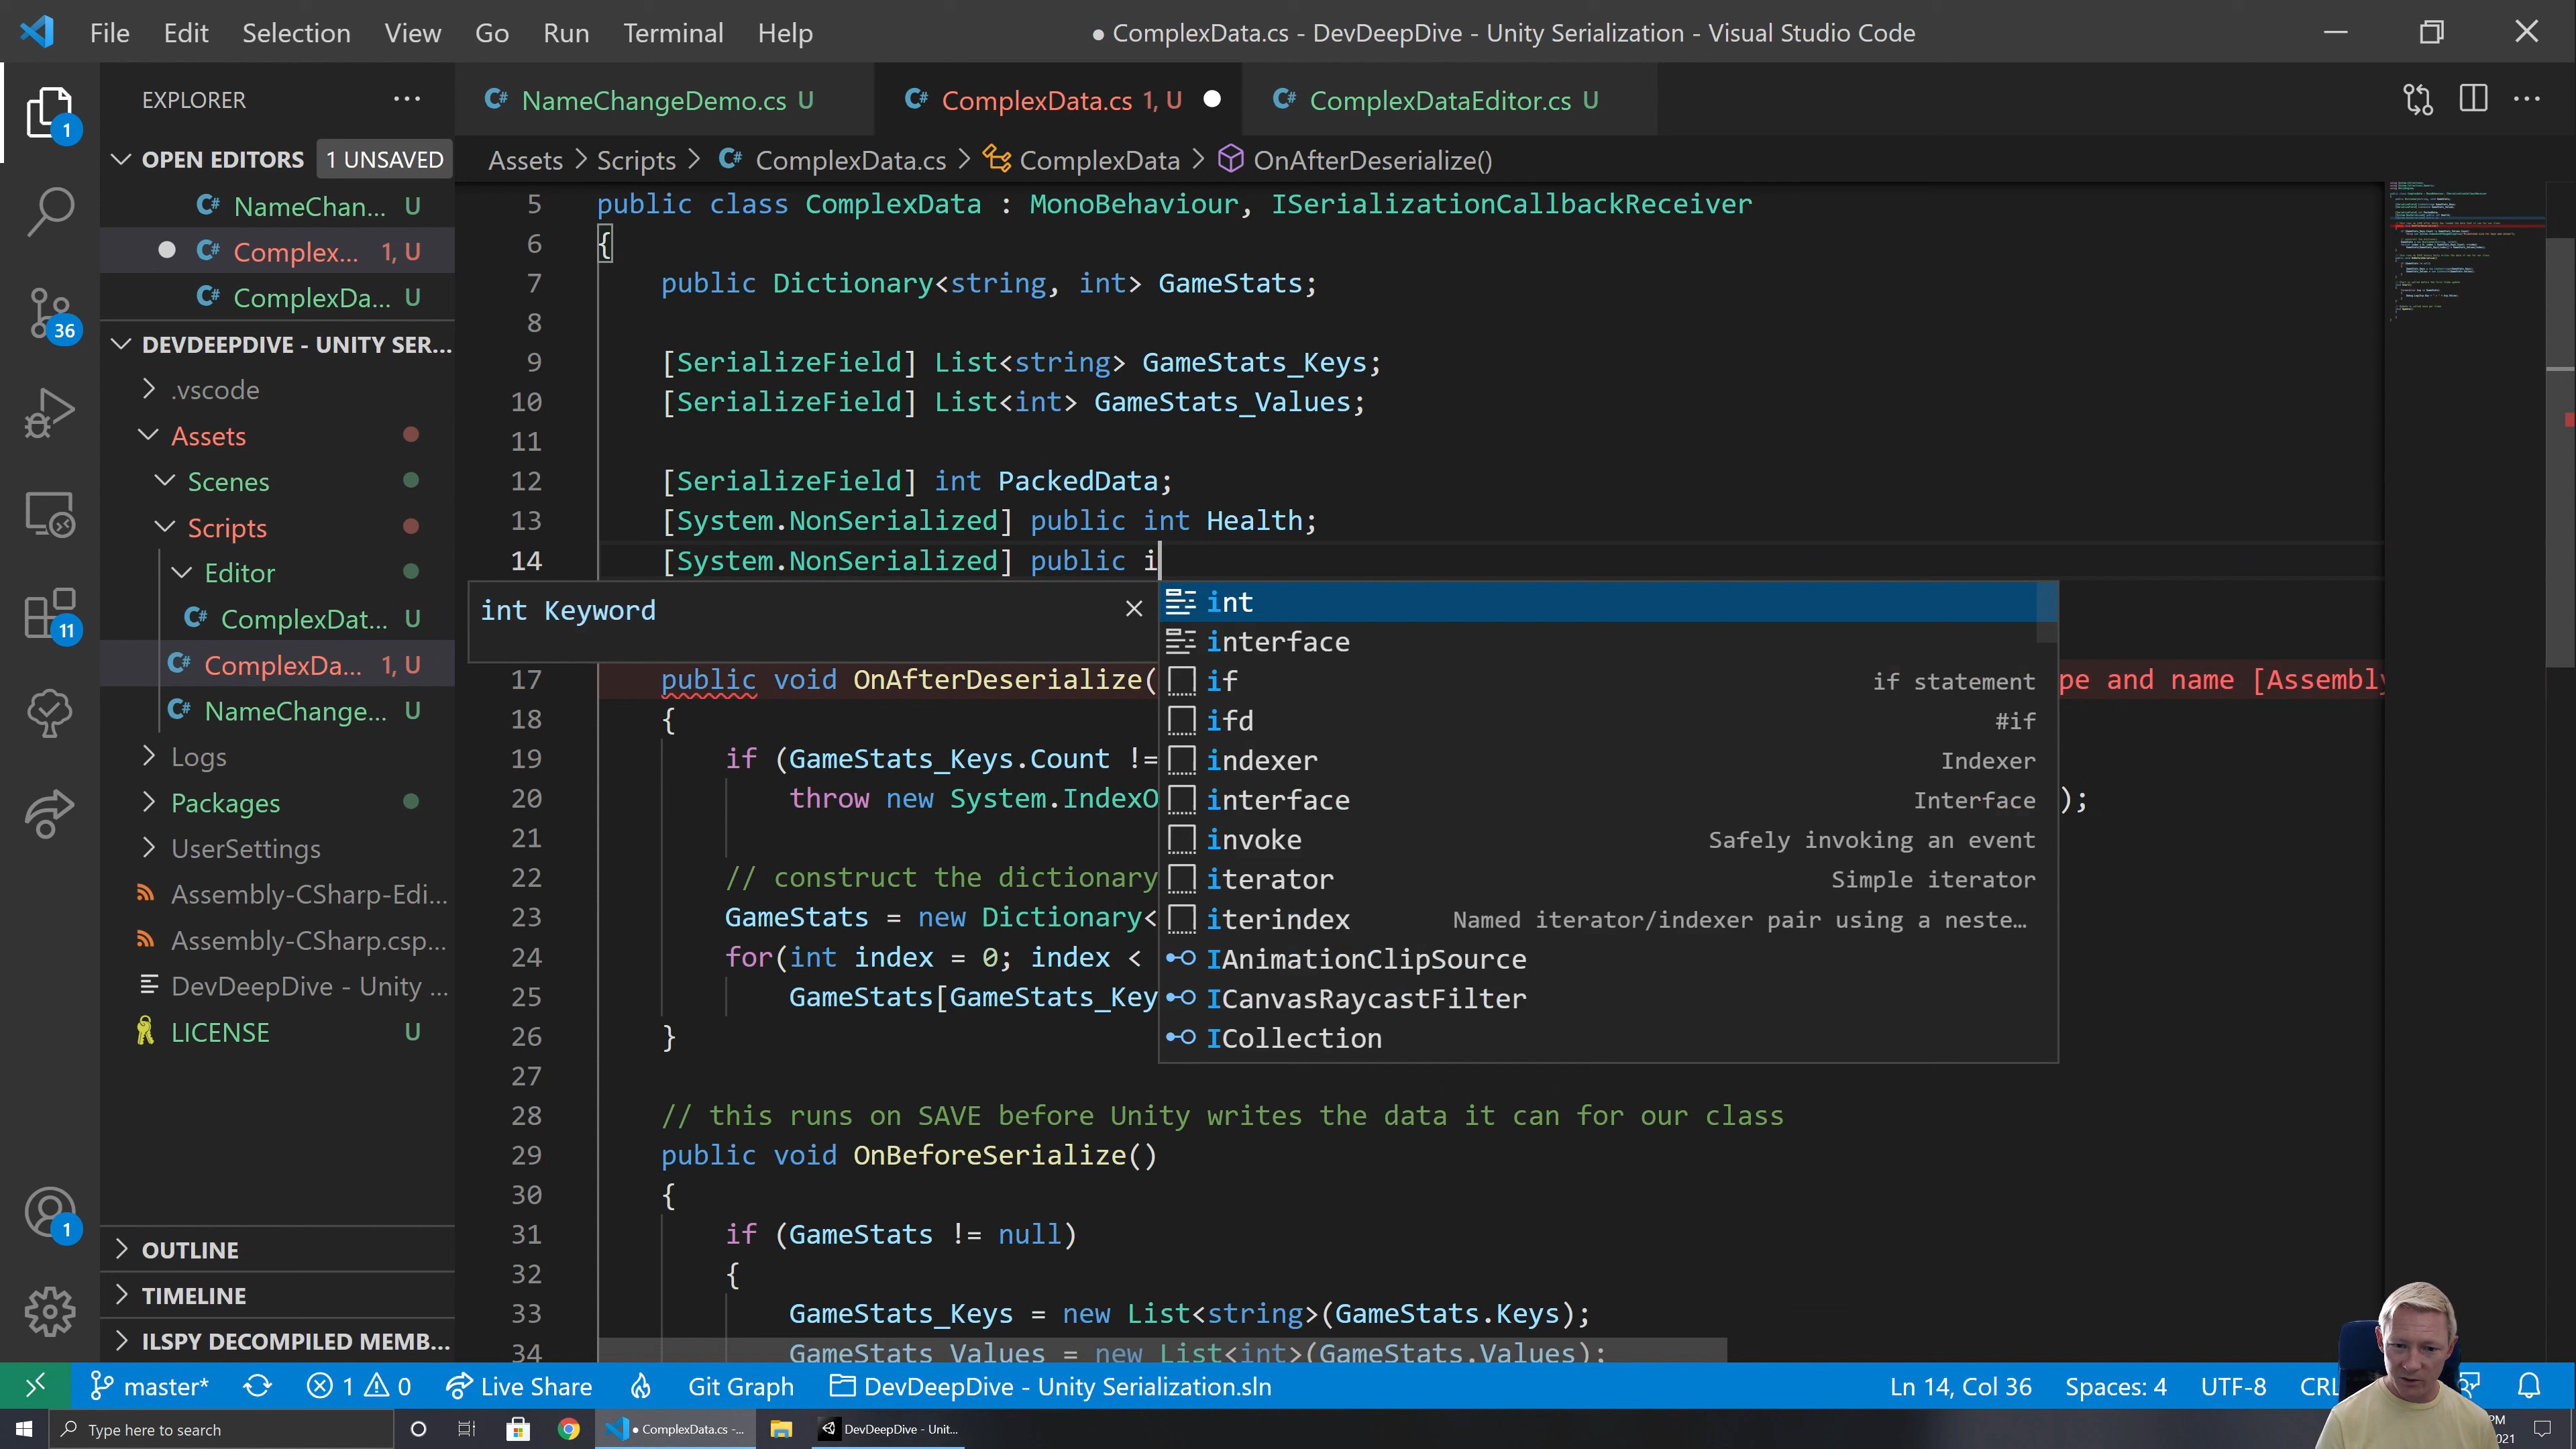 File Edit Selection View Go Run Terminal Help
● ComplexData.cs - DevDeepDive - Unity Serialization - Visual Studio Code
EXPLORER ...
C# NameChangeDemo.cs U
C# ComplexData.cs 1, U
C# ComplexDataEditor.cs U
Assets > Scripts > C# ComplexData.cs > ComplexData > OnAfterDeserialize()
1
OPEN EDITORS 1 UNSAVED
C# NameChan... U
C# Complex... 1, U
C# ComplexDa... U
36
DEVDEEPDIVE - UNITY SER...
.vscode
Assets
Scenes
Scripts
Editor
C# ComplexDat... U
11
C# ComplexDa... 1, U
C# NameChange... U
Logs
Packages
UserSettings
Assembly-CSharp-Edi...
Assembly-CSharp.csp...
DevDeepDive - Unity ...
LICENSE U
1
OUTLINE
TIMELINE
ILSPY DECOMPILED MEMB...
5 public class ComplexData : MonoBehaviour, ISerializationCallbackReceiver
6 {
7 public Dictionary<string, int> GameStats;
8
9 [SerializeField] List<string> GameStats_Keys;
10 [SerializeField] List<int> GameStats_Values;
11
12 [SerializeField] int PackedData;
13 [System.NonSerialized] public int Health;
14 [System.NonSerialized] public i
int Keyword ×
int
interface
if if statement
ifd #if
indexer Indexer
interface Interface
invoke Safely invoking an event
iterator Simple iterator
iterindex Named iterator/indexer pair using a neste...
IAnimationClipSource
ICanvasRaycastFilter
ICollection
17 public void OnAfterDeserialize( pe and name [Assembly
18 {
19 if (GameStats_Keys.Count !=
20 throw new System.IndexO );
21
22 // construct the dictionary
23 GameStats = new Dictionary<
24 for(int index = 0; index <
25 GameStats[GameStats_Key
26 }
27
28 // this runs on SAVE before Unity writes the data it can for our class
29 public void OnBeforeSerialize()
30 {
31 if (GameStats != null)
32 {
33 GameStats_Keys = new List<string>(GameStats.Keys);
34 GameStats_Values = new List<int>(GameStats.Values);
master* 1 0 Live Share Git Graph DevDeepDive - Unity Serialization.sln Ln 14, Col 36 Spaces: 4 UTF-8 CRL
Type here to search
● ComplexData.cs -...
DevDeepDive - Unit...
PM
021